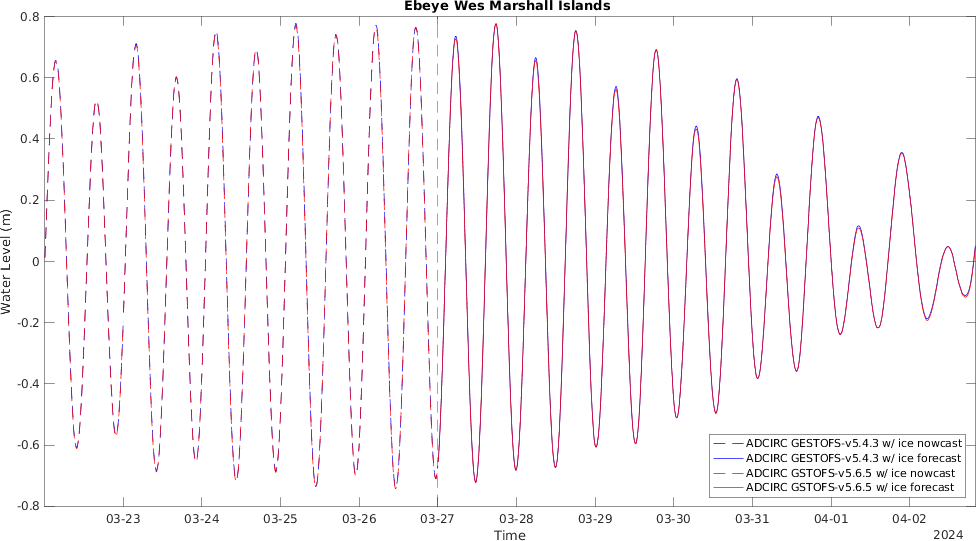 Ebeye Wes Marshall Islands
Water Level (m)
0.8
0.6
0.4
0.2
0
-0.2
-0.4
-0.6
-0.8
ADCIRC GESTOFS-v5.4.3 w/ ice nowcast
ADCIRC GESTOFS-v5.4.3 w/ ice forecast
ADCIRC GSTOFS-v5.6.5 w/ ice nowcast
ADCIRC GSTOFS-v5.6.5 w/ ice forecast
03-23 03-24 03-25 03-26 03-27 03-28 03-29 03-30 03-31 04-01 04-02
Time
2024